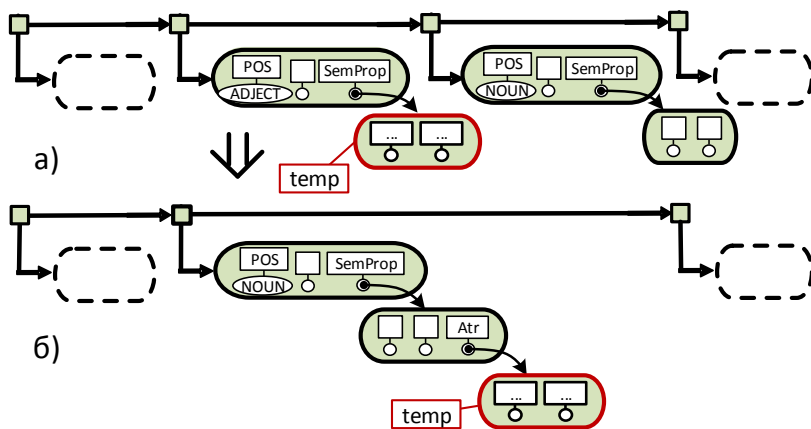 POS SemProp POS SemProp
ADJECT NOUN
... ...
а)
temp
POS SemProp
NOUN
Atr
б)
... ...
temp